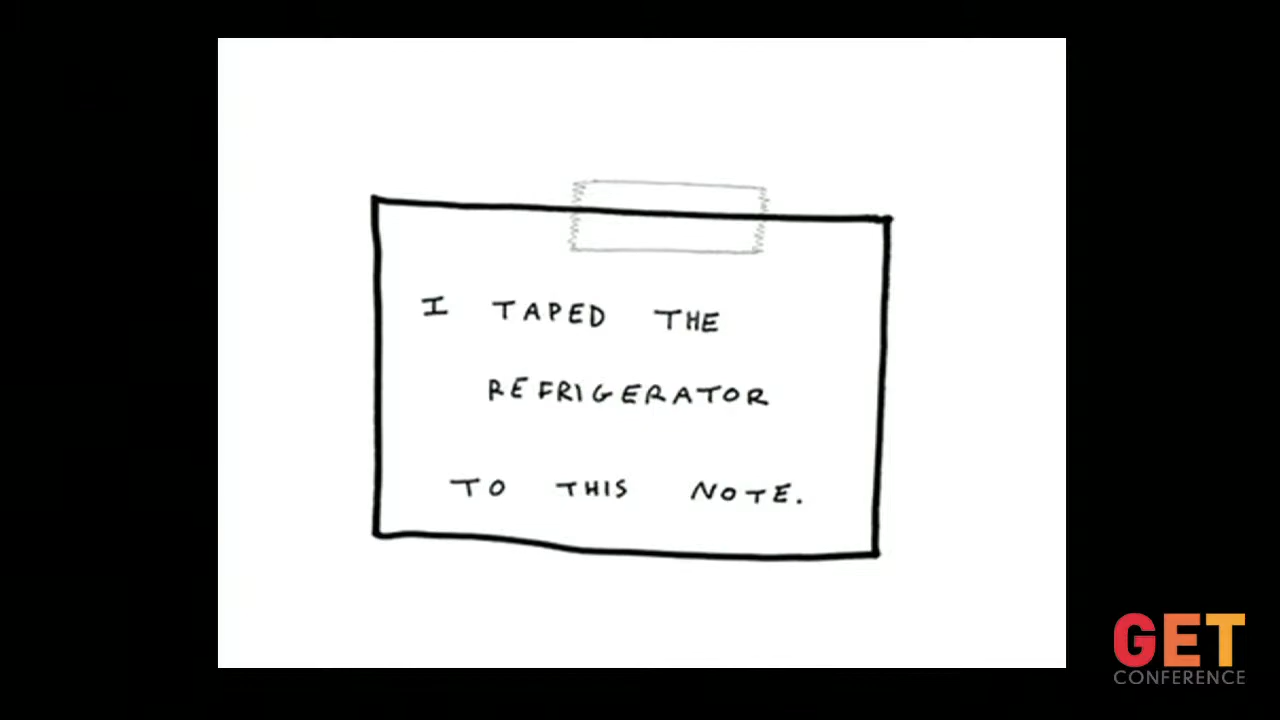 I TAPED THE
REFRIGERATOR
TO THIS NOTE.
GET
CONFERENCE